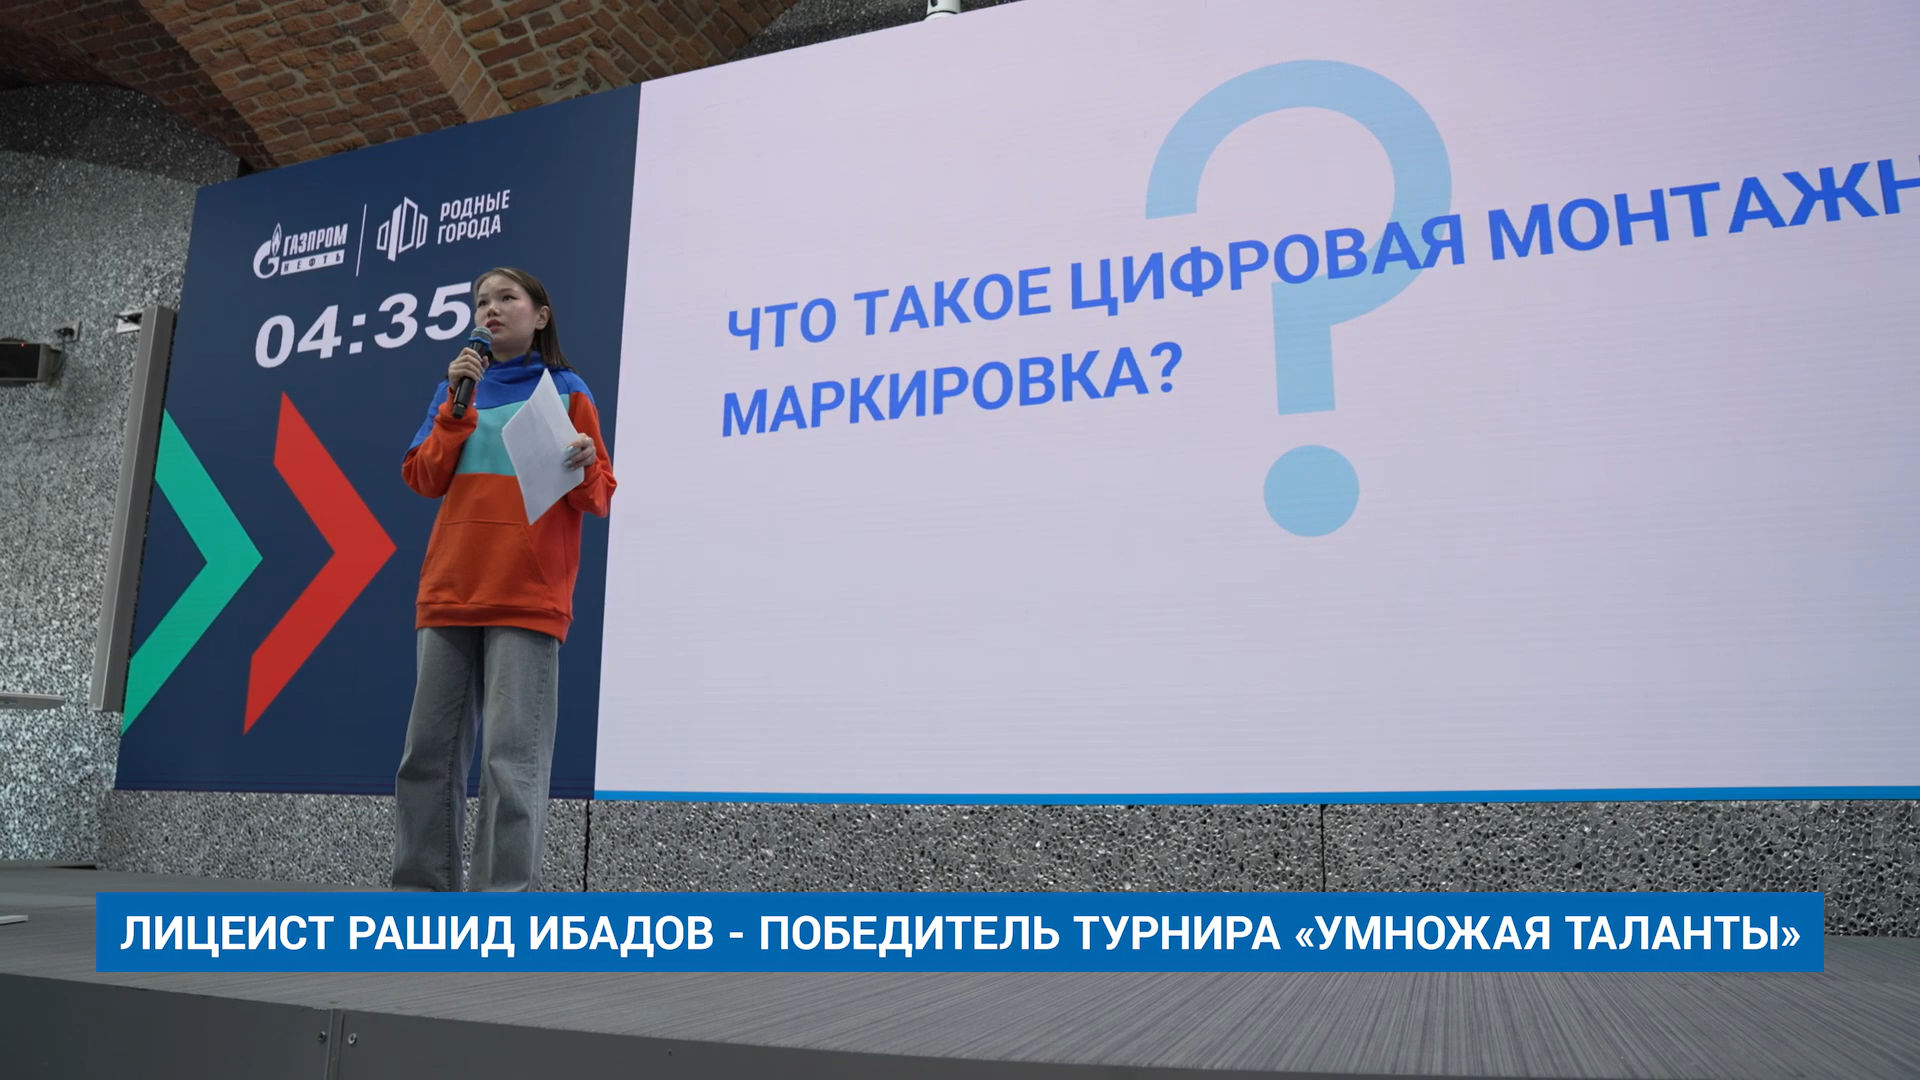 ГАЗПРОМ
НЕФТЬ
РОДНЫЕ
ГОРОДА
04:35
ЧТО ТАКОЕ ЦИФРОВАЯ МОНТАЖН
МАРКИРОВКА?
ЛИЦЕИСТ РАШИД ИБАДОВ - ПОБЕДИТЕЛЬ ТУРНИРА «УМНОЖАЯ ТАЛАНТЫ»